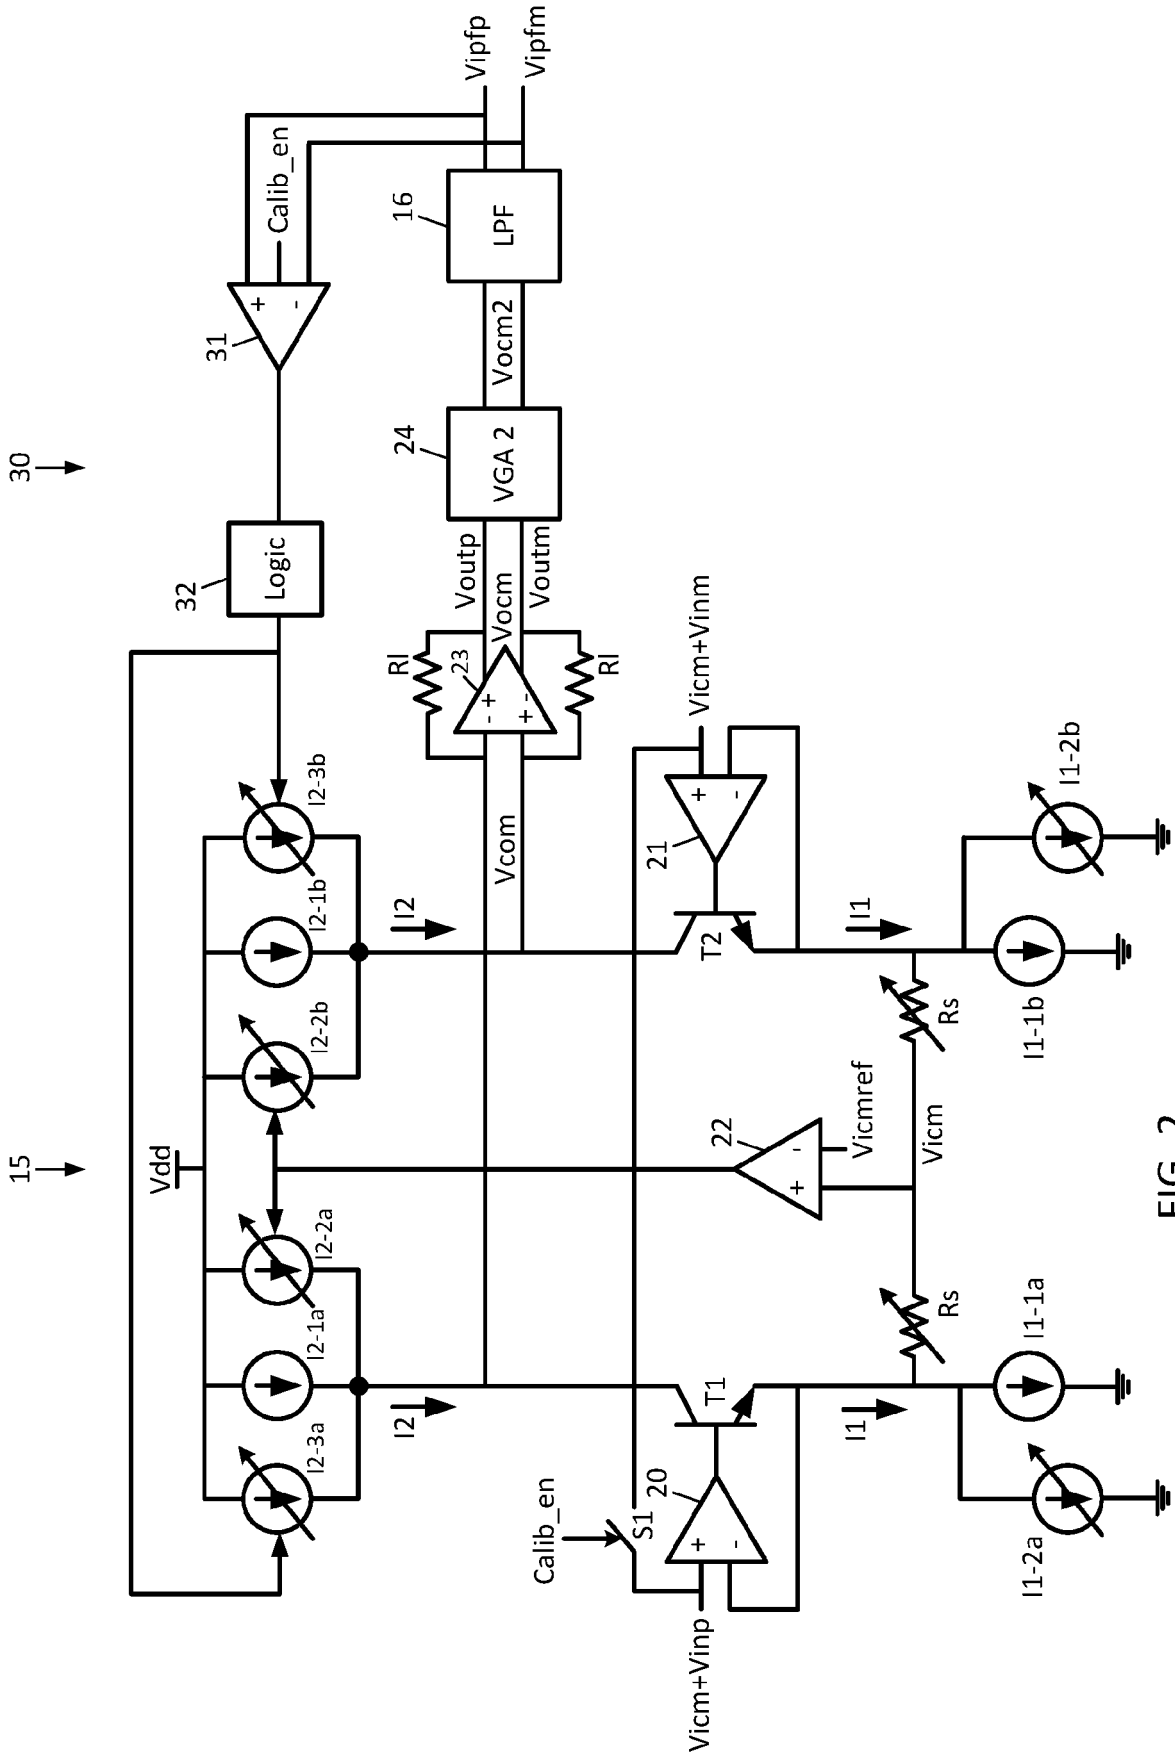 15
30
Vdd
I2-3a
I2-1a
I2-2a
I2-2b
I2-1b
I2-3b
32
Logic
31
+
-
Calib_en
I2
I2
Vcom
Rl
23
- +
+ -
Rl
Voutp
Vocm
Voutm
24
VGA 2
Vocm2
16
LPF
Vipfp
Vipfm
Calib_en
S1
Vicm+Vinp
+
-
20
T1
T2
21
+
-
Vicm+Vinm
22
+
-
Vicmref
Vicm
I1
I1
Rs
Rs
I1-2a
I1-1a
I1-1b
I1-2b
FIG. 2